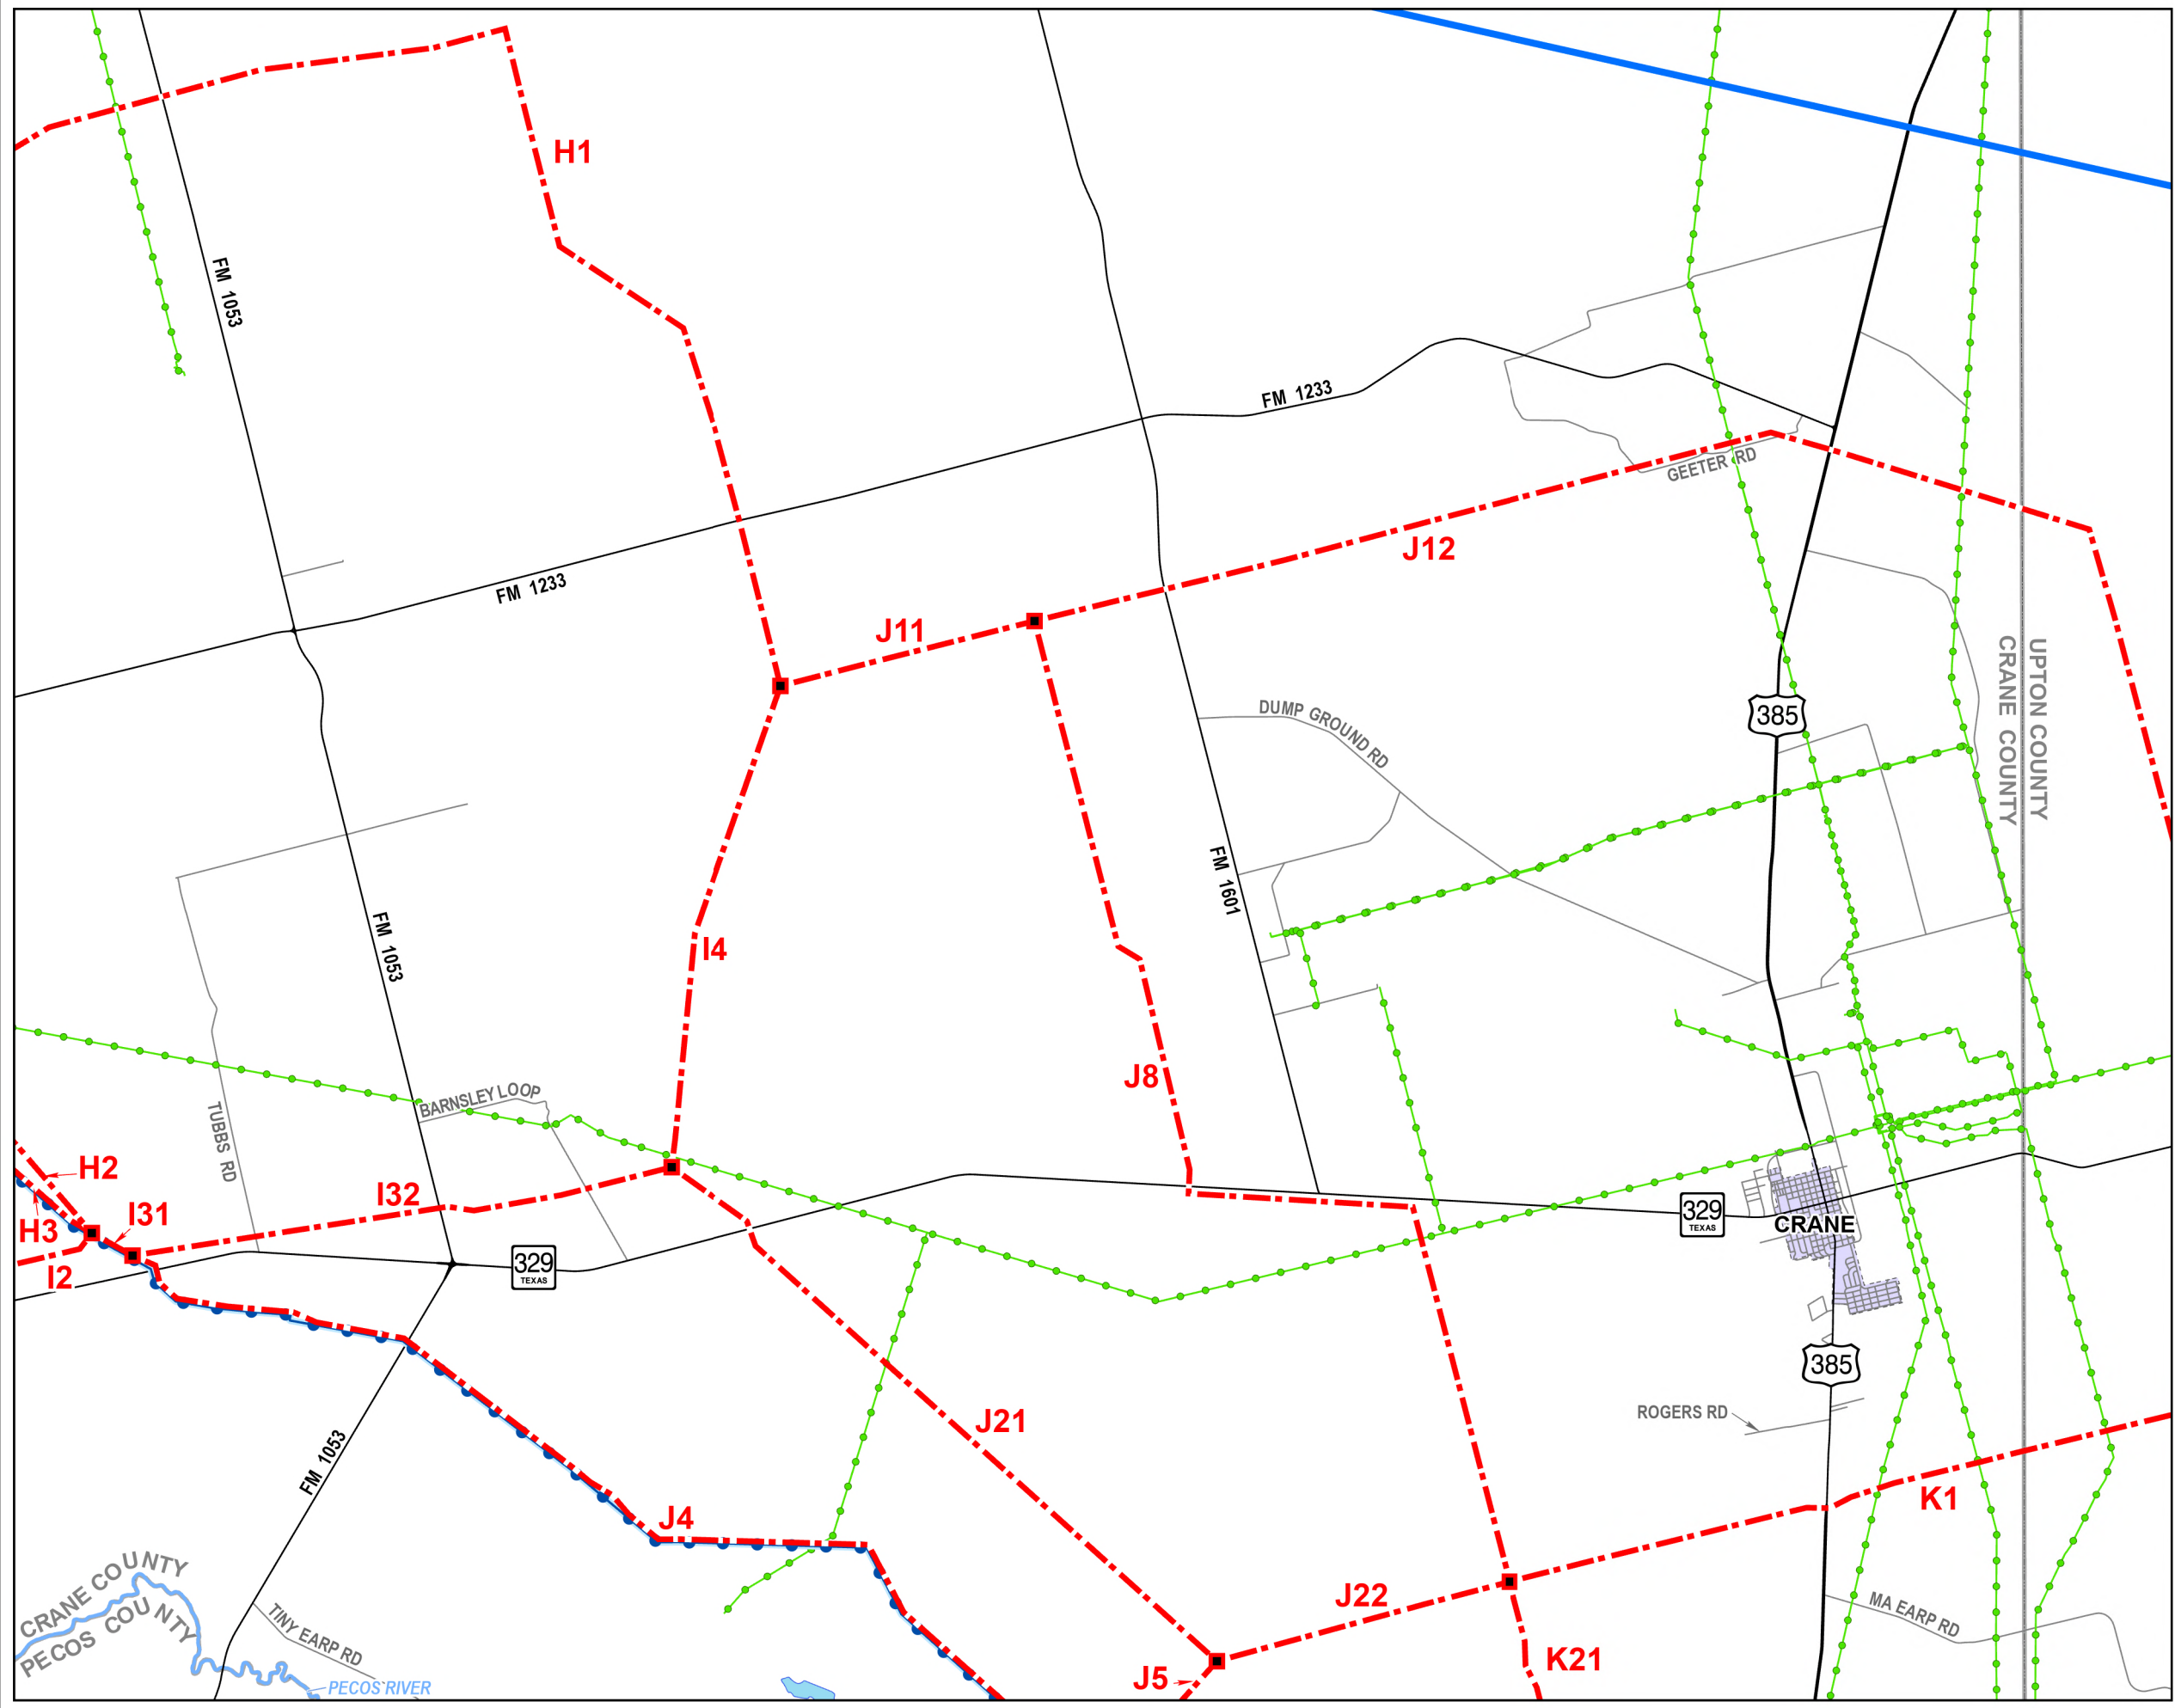 H1
FM 1053
FM 1233
FM 1233
GEETER RD
J12
J11
UPTON COUNTY
CRANE COUNTY
385
DUMP GROUND RD
FM 1601
I4
FM 1053
J8
BARNSLEY LOOP
TUBBS RD
H2
I32
I31
H3
I2
329
TEXAS
329
TEXAS
CRANE
385
J21
ROGERS RD
FM 1053
J4
K1
CRANE COUNTY
PECOS COUNTY
TINY EARP RD
PECOS RIVER
J22
MA EARP RD
K21
J5